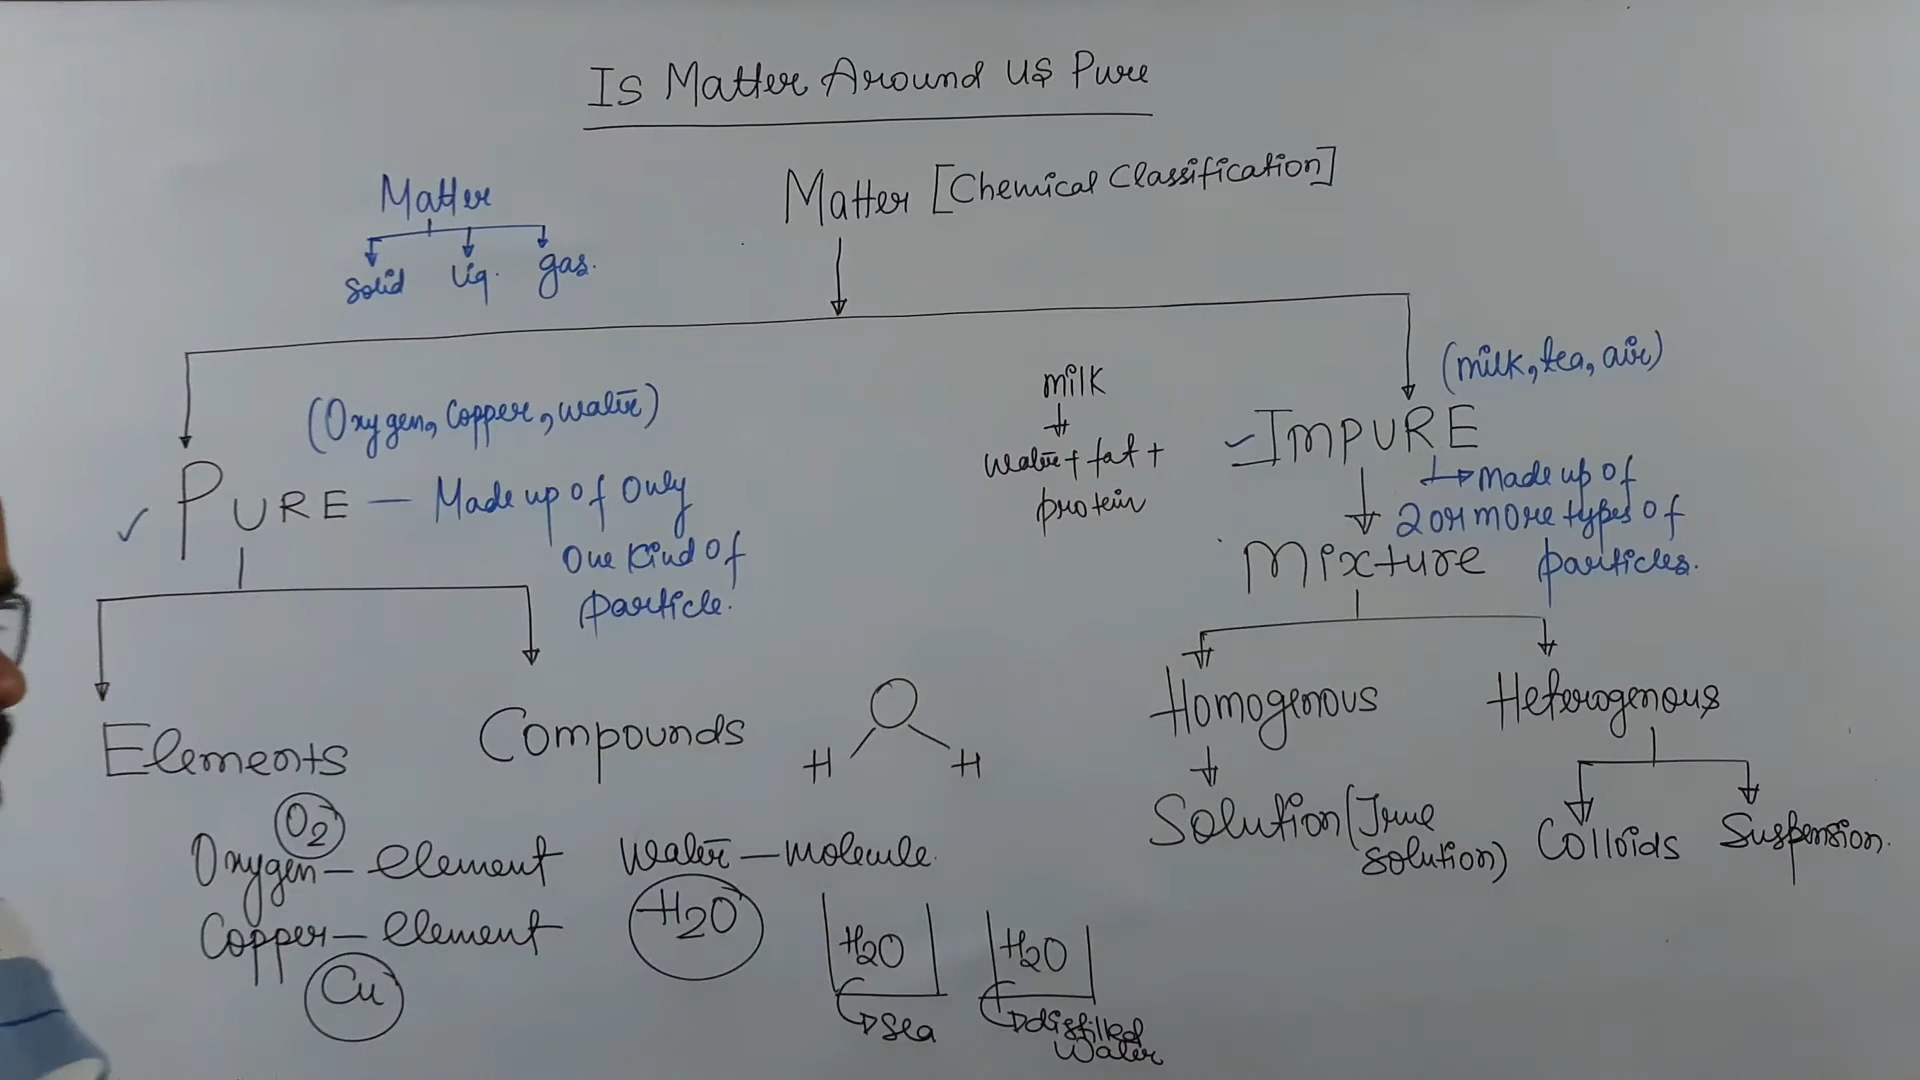 Is Matter Around us Pure
Matter [Chemical Classification]
Matter
Solid Liq. gas.
(Oxygen, Copper, water)
PURE — Made up of Only
One Kind of
particle.
milk
water + fat +
protein
(milk, tea, air)
IMPURE
made up of
2 or more types of
particles.
Mixture
Elements
Compounds
O
H H
Homogenous
Heterogenous
Solution (True
solution)
Colloids
Suspension.
O2
Oxygen – element
Copper – element
Cu
Water – molecule.
H2O
H2O
Sea
H2O
distilled
Water